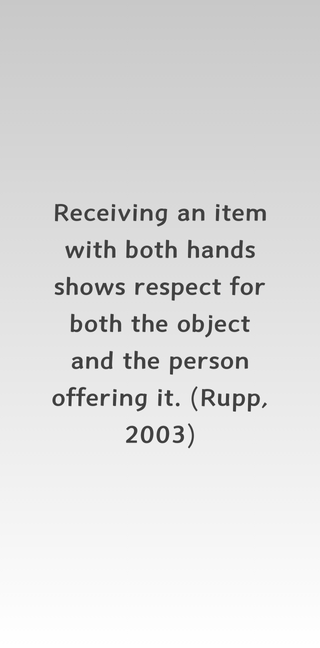 Receiving an item
with both hands
shows respect for
both the object
and the person
offering it. (Rupp,
2003)